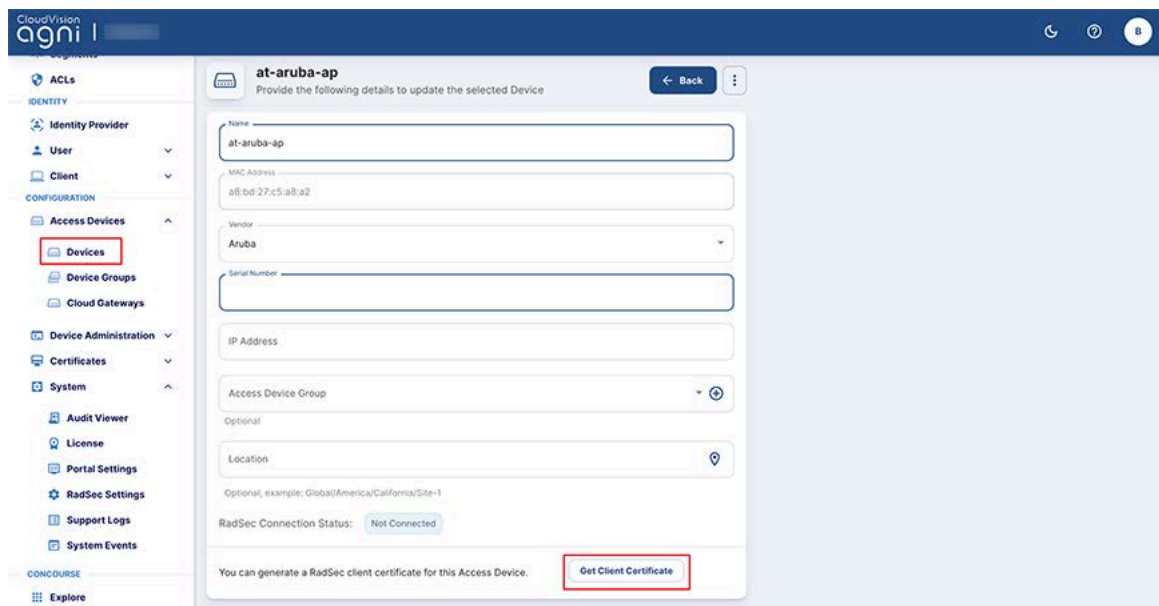 CloudVision
agni |
B
Segments
ACLs
IDENTITY
Identity Provider
User
Client
CONFIGURATION
Access Devices
Devices
Device Groups
Cloud Gateways
Device Administration
Certificates
System
Audit Viewer
License
Portal Settings
RadSec Settings
Support Logs
System Events
CONCOURSE
Explore
at-aruba-ap
Provide the following details to update the selected Device
Back
Name
at-aruba-ap
MAC Address
a8:bd:27:c5:a8:a2
Vendor
Aruba
Serial Number
IP Address
Access Device Group
Optional
Location
Optional, example: Global/America/California/Site-1
RadSec Connection Status: Not Connected
You can generate a RadSec client certificate for this Access Device. Get Client Certificate